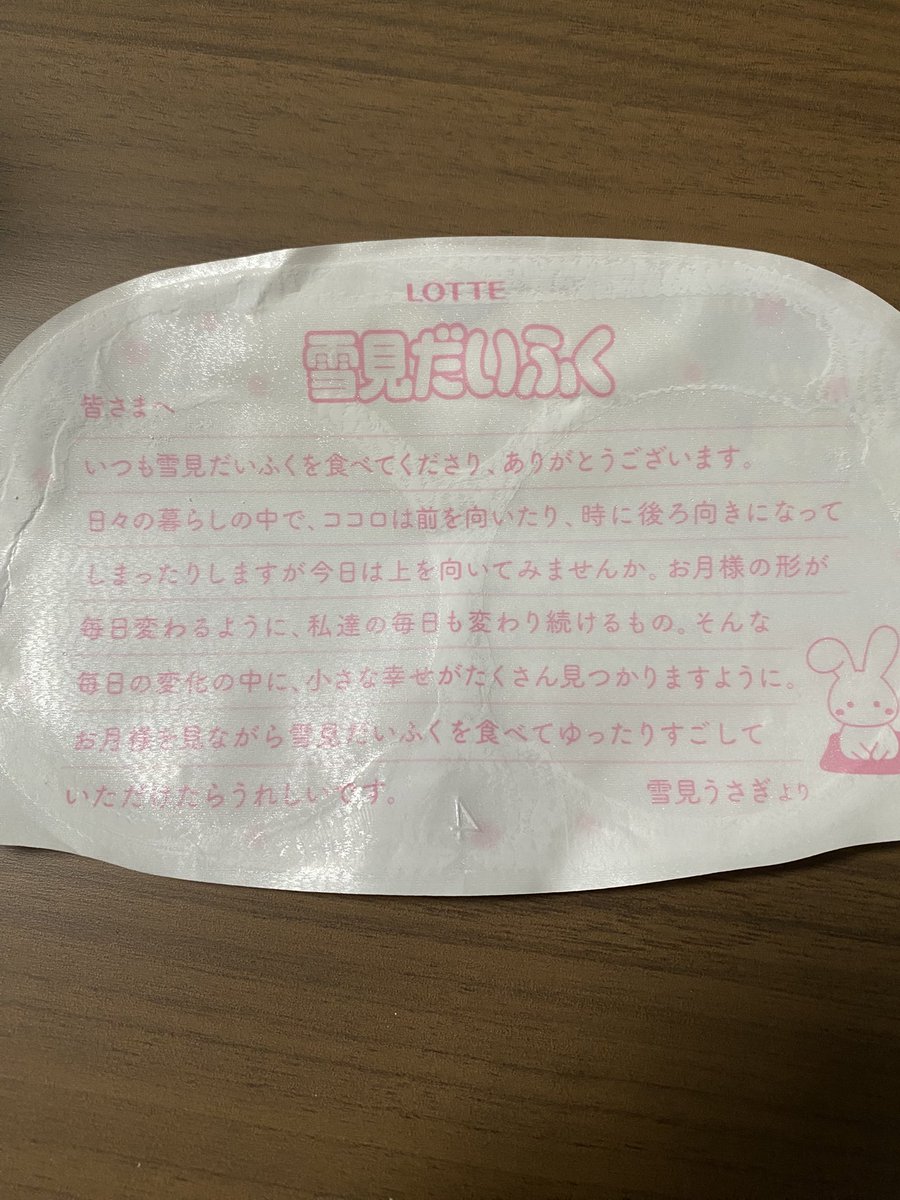 LOTTE
雪見だいふく
皆さまへ
いつも雪見だいふくを食べてくださり、ありがとうございます。
日々の暮らしの中で、ココロは前を向いたり、時に後ろ向きになって
しまったりしますが今日は上を向いてみませんか。お月様の形が
毎日変わるように、私達の毎日も変わり続けるもの。そんな
毎日の変化の中に、小さな幸せがたくさん見つかりますように。
お月様を見ながら雪見だいふくを食べてゆったりすごして
いただけたらうれしいです。
雪見うさぎより